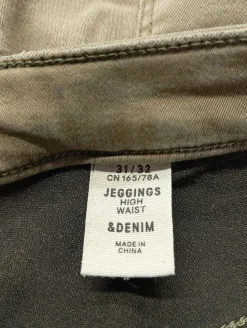 31/32
CN 165/78A
JEGGINGS
HIGH
WAIST
&DENIM
MADE IN
CHINA